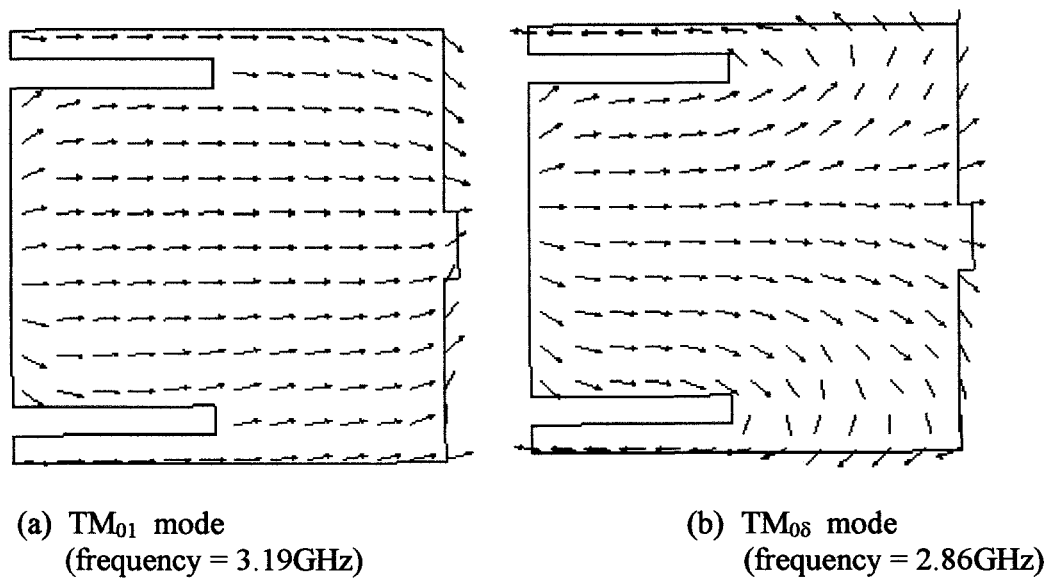 (a) TM01 mode
(frequency = 3.19GHz)
(b) TM0δ mode
(frequency = 2.86GHz)